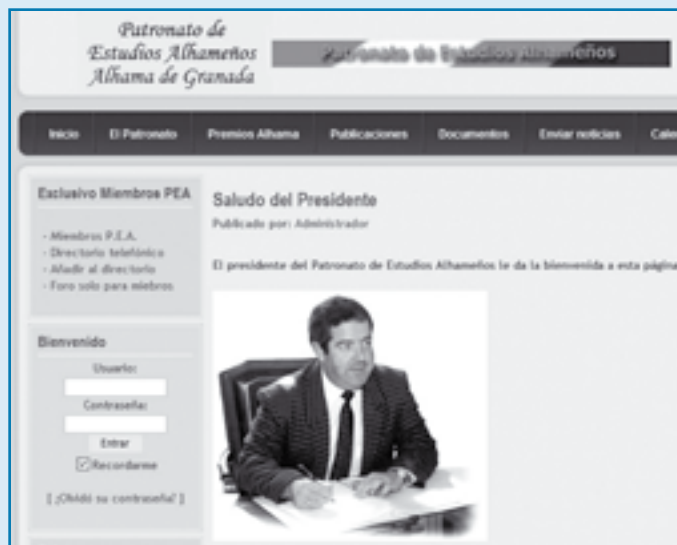 Patronato de
Estudios Alhameños
Alhama de Granada
Patronato de Estudios Alhameños
Inicio El Patronato Premios Alhama Publicaciones Documentos Enviar noticias
Exclusivo Miembros PEA
- Miembros P.E.A.
- Directorio telefónico
- Añadir al directorio
- Foro solo para miebros
Bienvenido
Usuario:
Contraseña:
Entrar
Recordarme
[ ¿Olvidó su contraseña? ]
Saludo del Presidente
Publicado por: Administrador
El presidente del Patronato de Estudios Alhameños le da la bienvenida a esta página